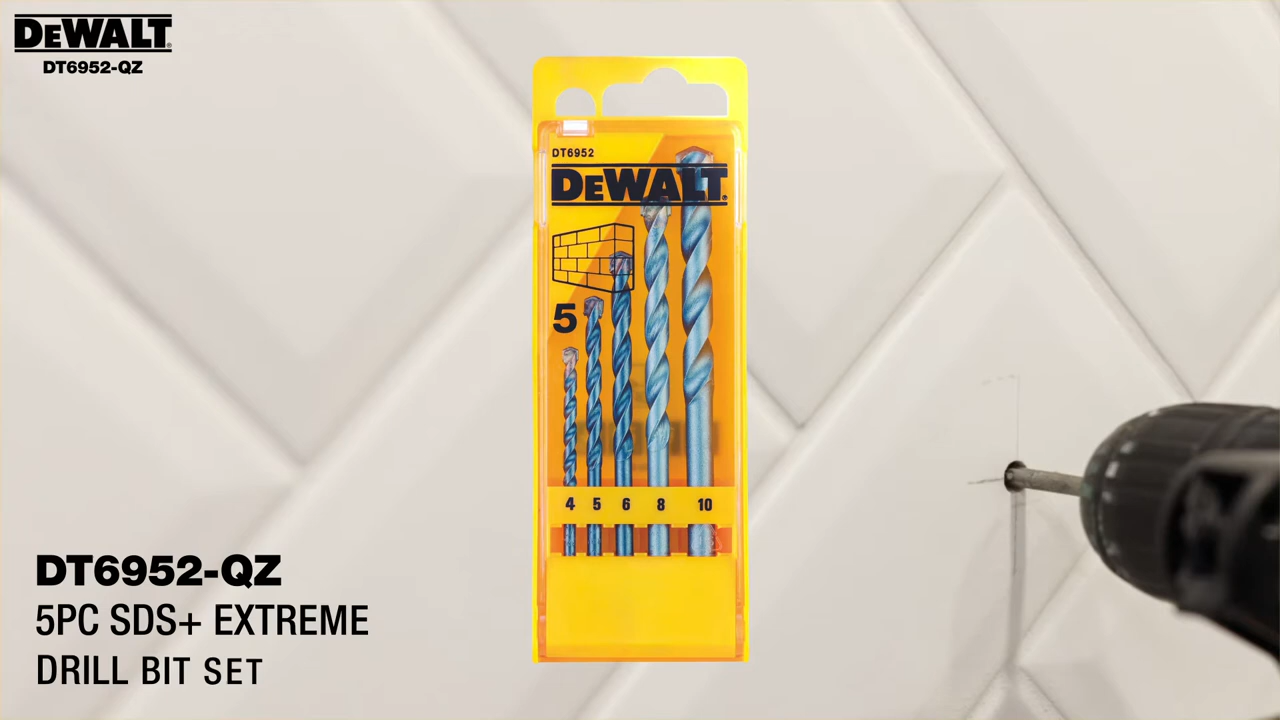 DEWALT
DT6952-QZ
DT6952
DEWALT
5
4 5 6 8 10
DT6952-QZ
5PC SDS+ EXTREME
DRILL BIT SET